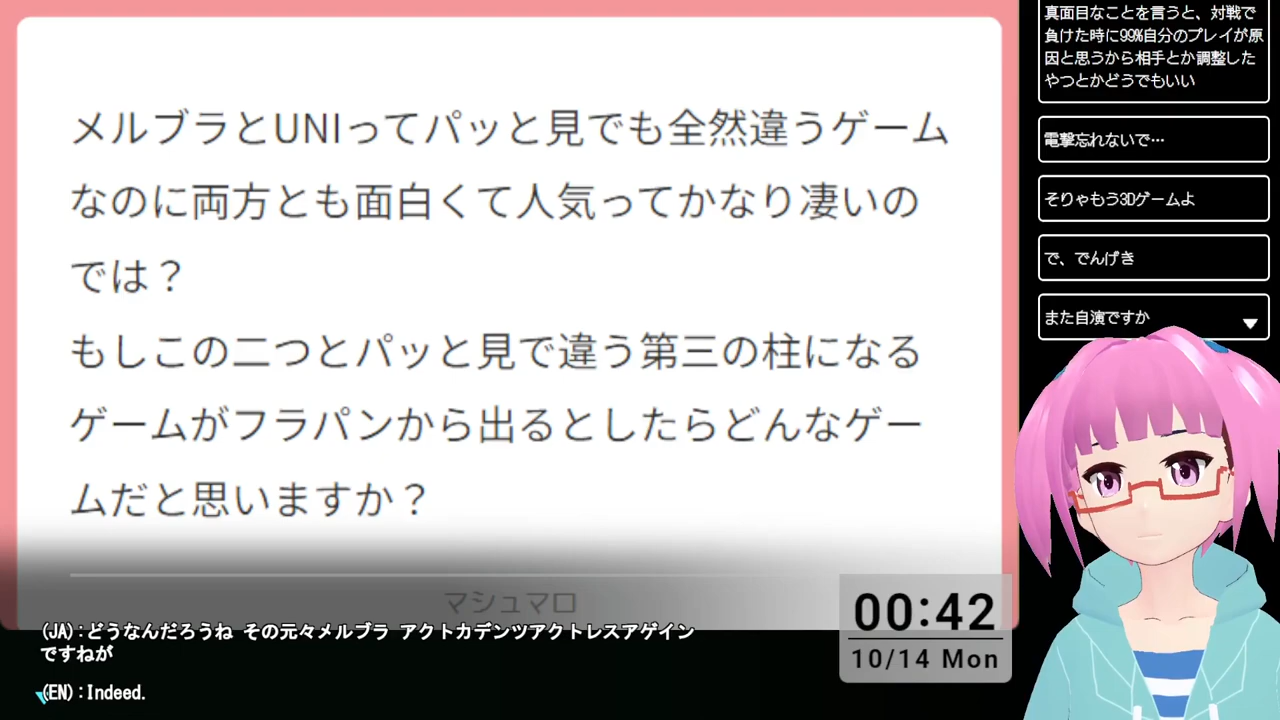 メルブラとUNIってパッと見でも全然違うゲーム
なのに両方とも面白くて人気ってかなり凄いの
では？
もしこの二つとパッと見で違う第三の柱になる
ゲームがフラパンから出るとしたらどんなゲー
ムだと思いますか？
マシュマロ
真面目なことを言うと、対戦で
負けた時に99%自分のプレイが原
因と思うから相手とか調整した
やつとかどうでもいい
電撃忘れないで…
そりゃもう3Dゲームよ
で、でんげき
また自演ですか
00:42
10/14 Mon
(JA):どうなんだろうね その元々メルブラ アクトカデンツアクトレスアゲイン
ですねが
(EN):Indeed.